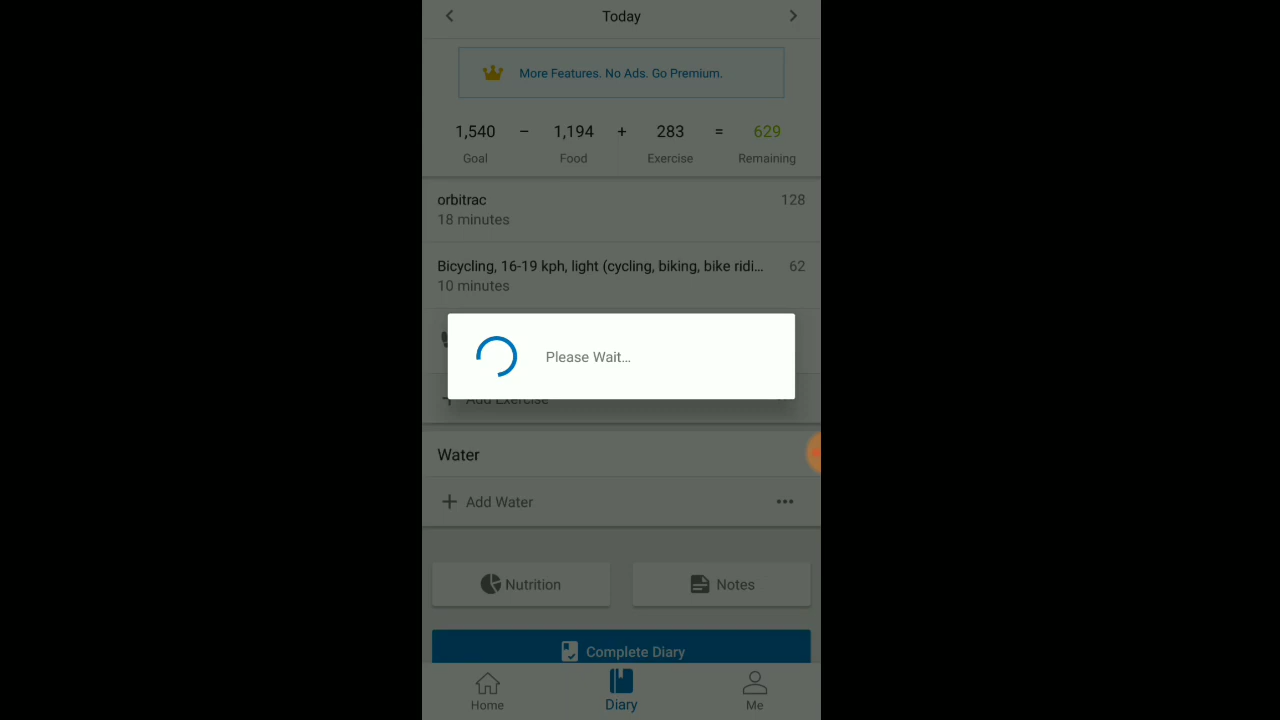 Today
More Features. No Ads. Go Premium.
1,540 − 1,194 + 283 = 629
Goal Food Exercise Remaining
orbitrac 128
18 minutes
Bicycling, 16-19 kph, light (cycling, biking, bike ridi... 62
10 minutes
Please Wait...
Add Exercise
Water
+ Add Water
Nutrition Notes
Complete Diary
Home Diary Me